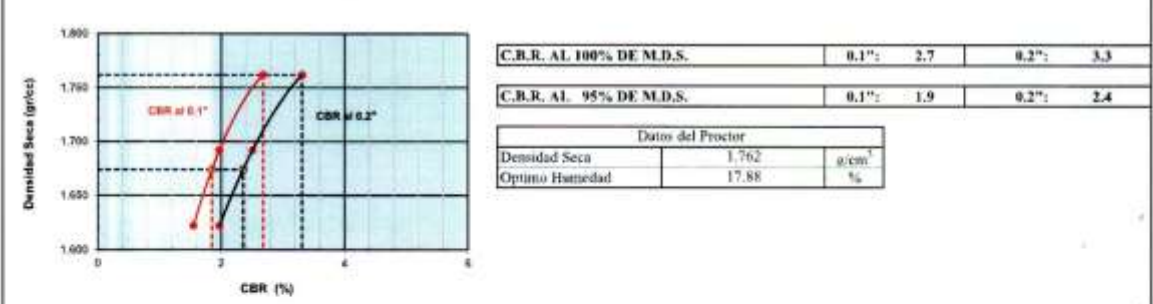 1.800
1.750
1.700
1.650
1.600
Densidad Seca (gr/cc)
CBR al 0.1"
CBR al 0.2"
0 2 4 6
CBR (%)
C.B.R. AL 100% DE M.D.S. 0.1": 2.7 0.2": 3.3
C.B.R. AL 95% DE M.D.S. 0.1": 1.9 0.2": 2.4
Datos del Proctor
Densidad Seca 1.762 g/cm³
Optimo Humedad 17.88 %